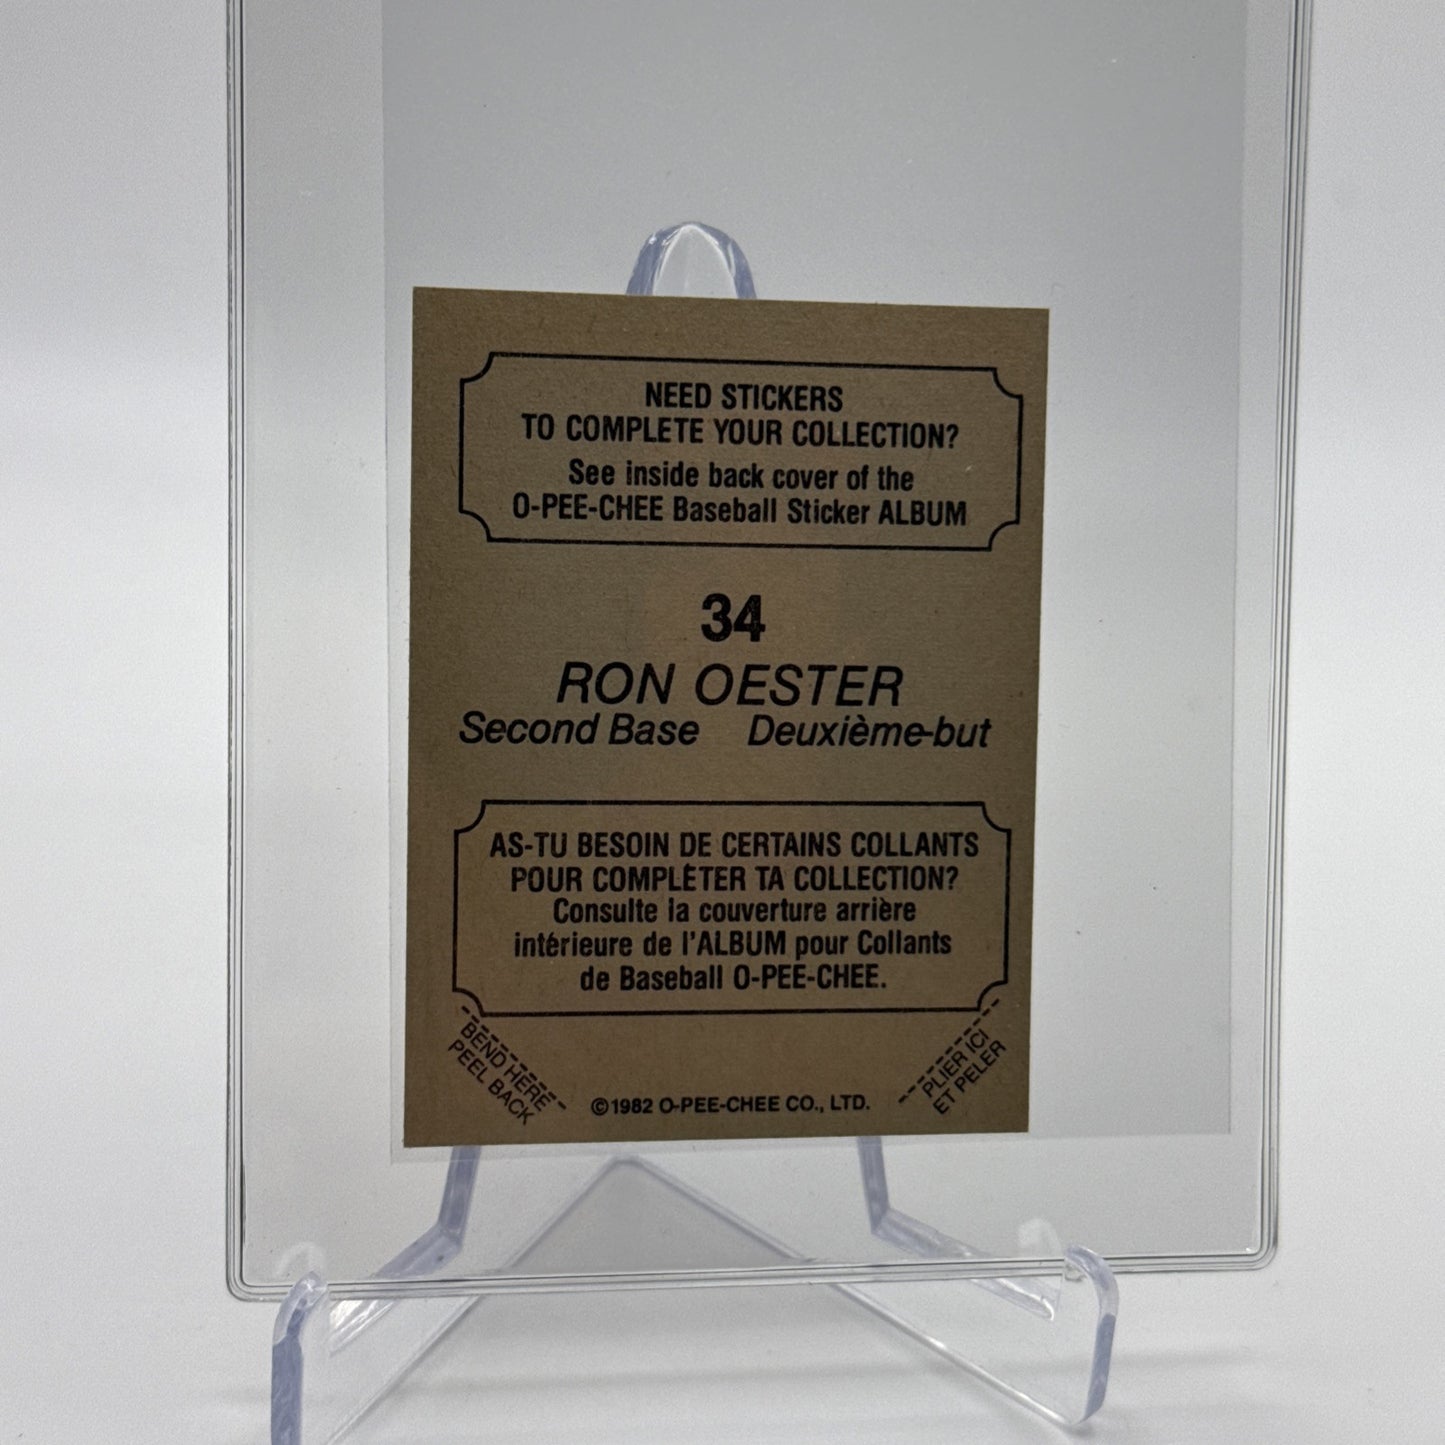 NEED STICKERS
TO COMPLETE YOUR COLLECTION?
See inside back cover of the
O-PEE-CHEE Baseball Sticker ALBUM
34
RON OESTER
Second Base Deuxième-but
AS-TU BESOIN DE CERTAINS COLLANTS
POUR COMPLÉTER TA COLLECTION?
Consulte la couverture arrière
intérieure de l'ALBUM pour Collants
de Baseball O-PEE-CHEE.
BEND HERE
PEEL BACK
©1982 O-PEE-CHEE CO., LTD.
PLIER ICI
ET PELER